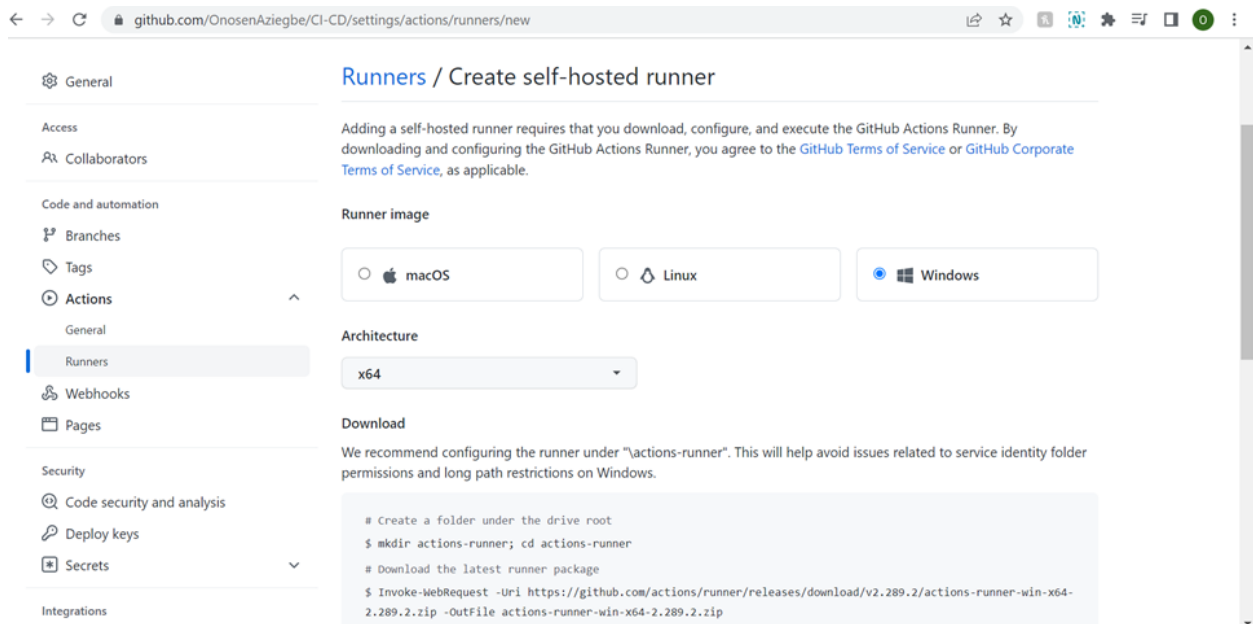 github.com/OnosenAziegbe/CI-CD/settings/actions/runners/new
O
General
Access
Collaborators
Code and automation
Branches
Tags
Actions
General
Runners
Webhooks
Pages
Security
Code security and analysis
Deploy keys
Secrets
Integrations
Runners / Create self-hosted runner
Adding a self-hosted runner requires that you download, configure, and execute the GitHub Actions Runner. By
downloading and configuring the GitHub Actions Runner, you agree to the GitHub Terms of Service or GitHub Corporate
Terms of Service, as applicable.
Runner image
macOS
Linux
Windows
Architecture
x64
Download
We recommend configuring the runner under "\actions-runner". This will help avoid issues related to service identity folder
permissions and long path restrictions on Windows.
# Create a folder under the drive root
$ mkdir actions-runner; cd actions-runner
# Download the latest runner package
$ Invoke-WebRequest -Uri https://github.com/actions/runner/releases/download/v2.289.2/actions-runner-win-x64-
2.289.2.zip -OutFile actions-runner-win-x64-2.289.2.zip